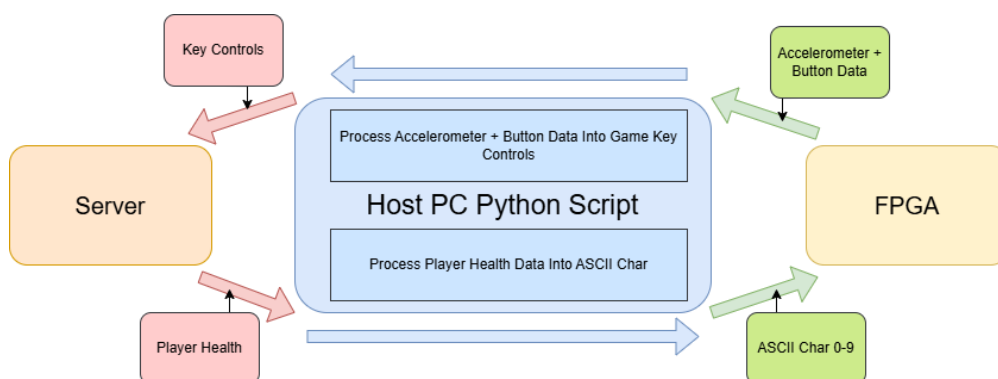 Key Controls
Accelerometer +
Button Data
Process Accelerometer + Button Data Into Game Key
Controls
Server
Host PC Python Script
FPGA
Process Player Health Data Into ASCII Char
Player Health
ASCII Char 0-9